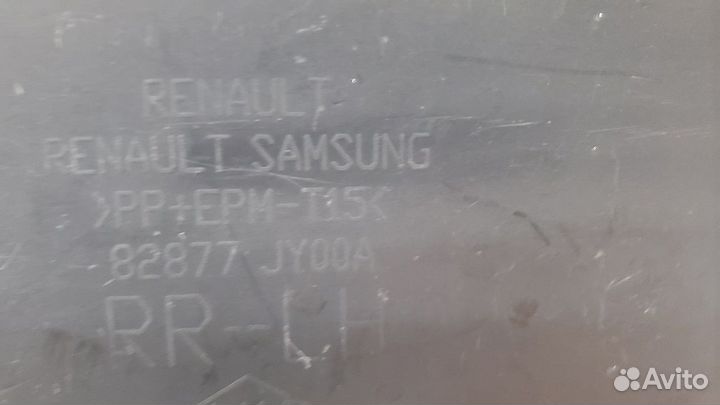 RENAULT
RENAULT SAMSUNG
>PP+EPM-T15<
82877 JY00A
RR--LH
Avito